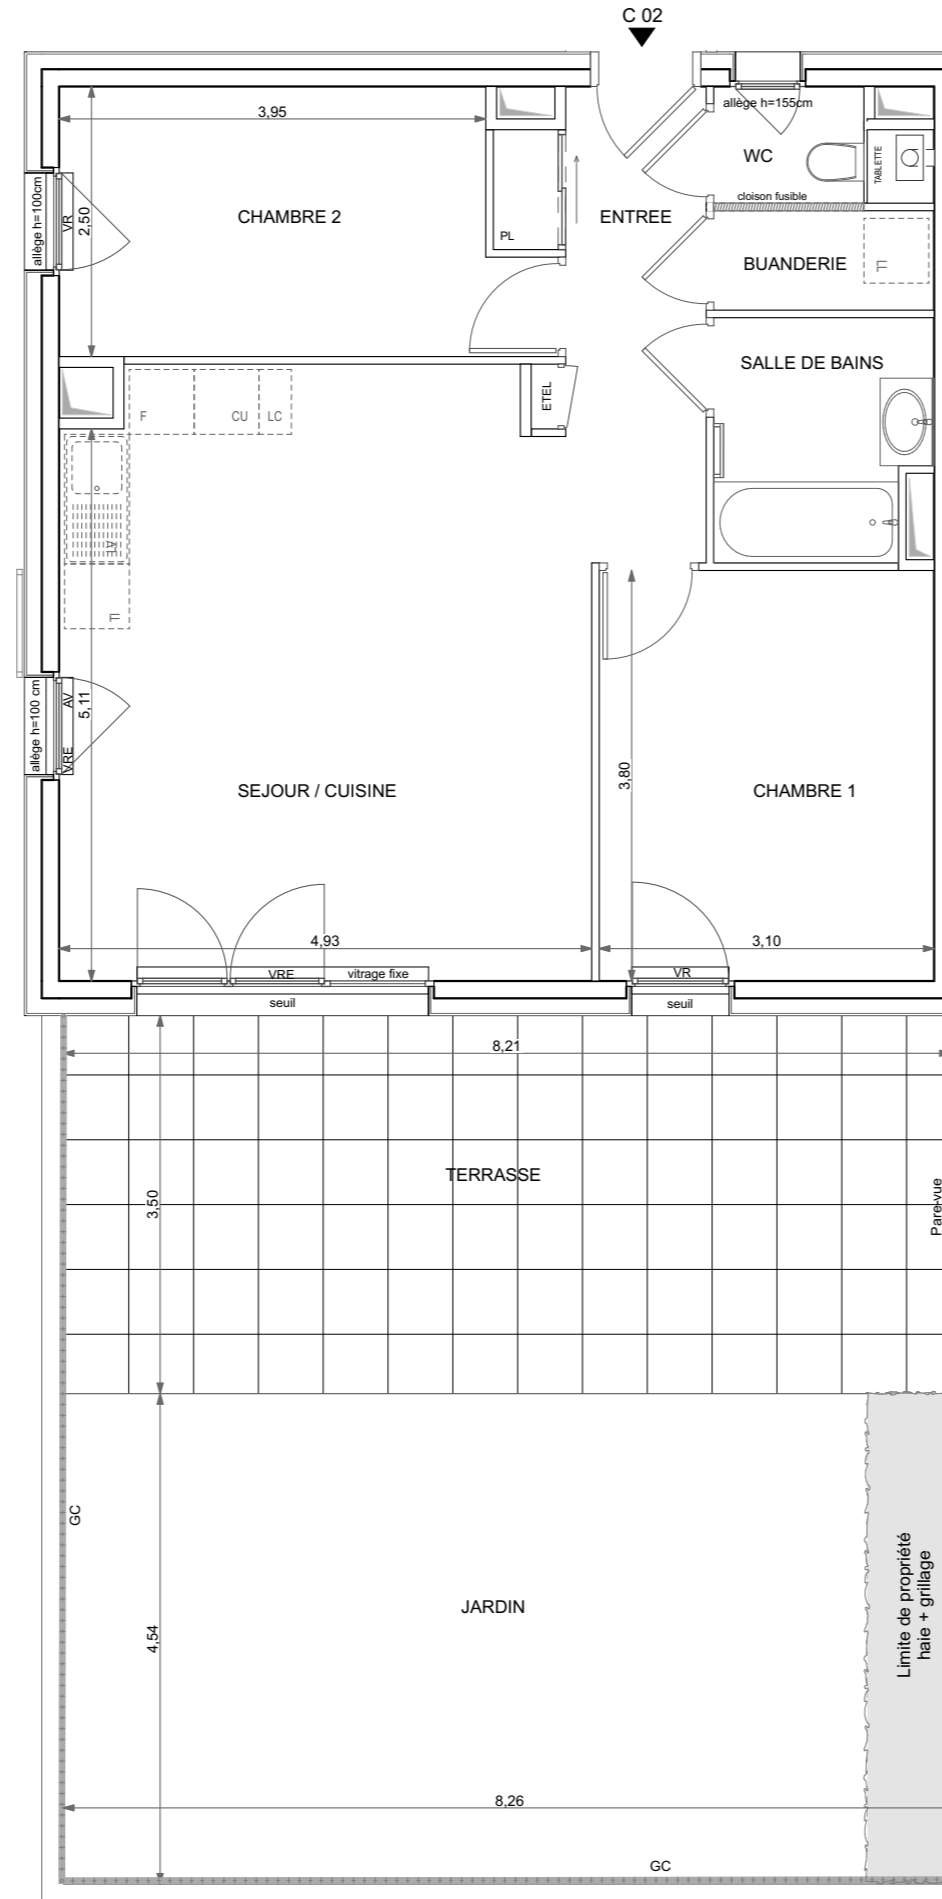 C 02
allège h=155cm
3,95
WC
TABLETTE
cloison fusible
CHAMBRE 2
ENTREE
allège h=100cm
VR
2,50
PL
BUANDERIE
LL
SALLE DE BAINS
ETEL
F
CU
LC
3,80
allège h=100 cm
AV
VRE
5,11
SEJOUR / CUISINE
CHAMBRE 1
4,93
3,10
VRE
vitrage fixe
VR
seuil
seuil
8,21
TERRASSE
3,50
Pare-vue
GC
JARDIN
4,54
Limite de propriété
haie + grillage
8,26
GC